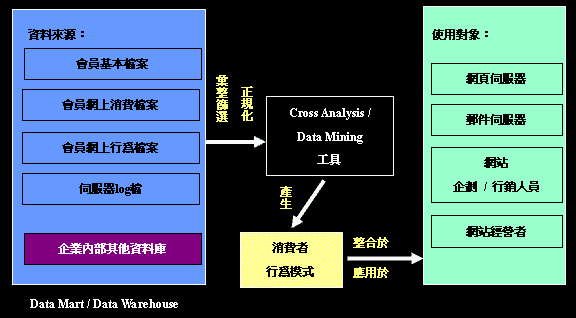 資料來源：
會員基本檔案
會員網上消費檔案
會員網上行為檔案
伺服器log檔
企業內部其他資料庫
Data Mart / Data Warehouse
彙整篩選
正規化
Cross Analysis /
Data Mining
工具
產生
消費者
行為模式
整合於
應用於
使用對象：
網頁伺服器
郵件伺服器
網站
企劃 / 行銷人員
網站經營者